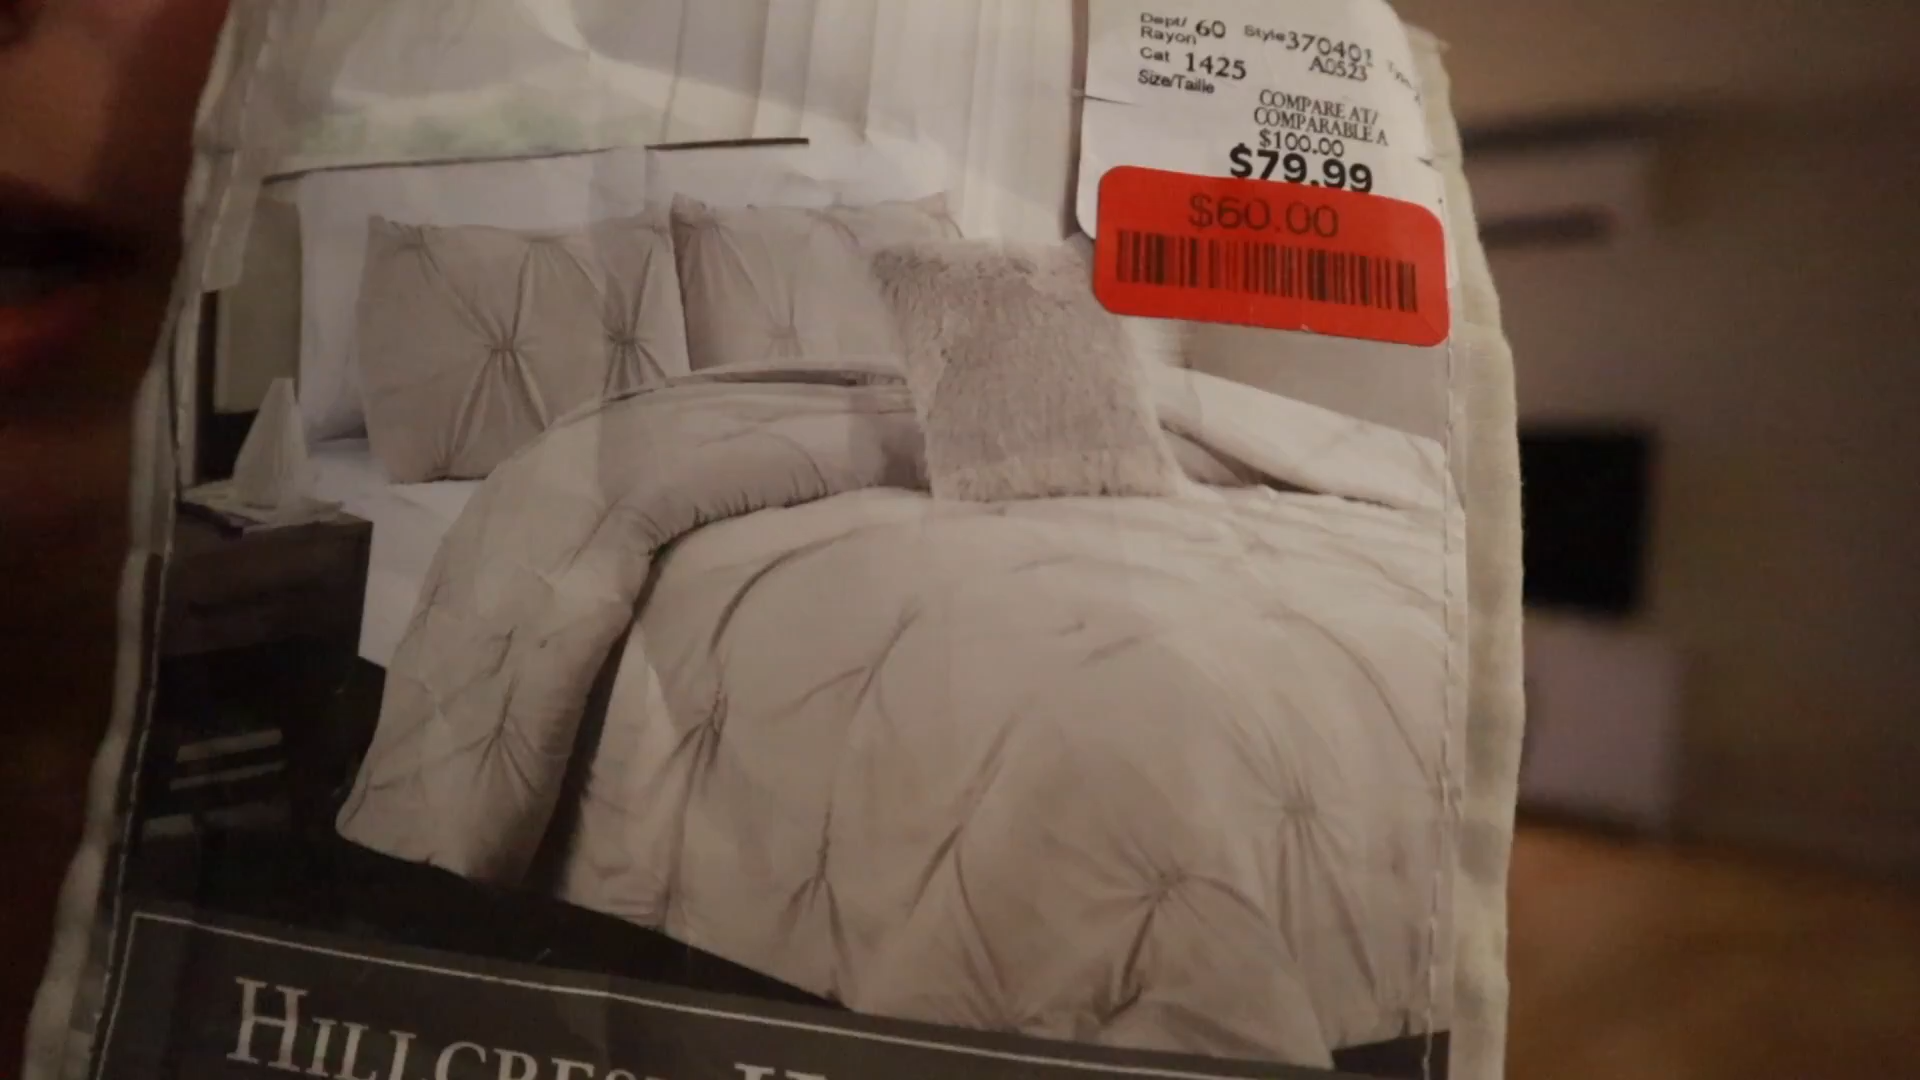 Dept/ 60 Style 370401
Rayon A0523
Cat 1425
Size/Taille
COMPARE AT/
COMPARABLE A
$100.00
$79.99
$60.00
HILLCREST